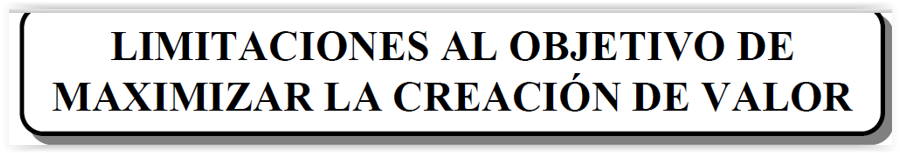 LIMITACIONES AL OBJETIVO DE
MAXIMIZAR LA CREACIÓN DE VALOR